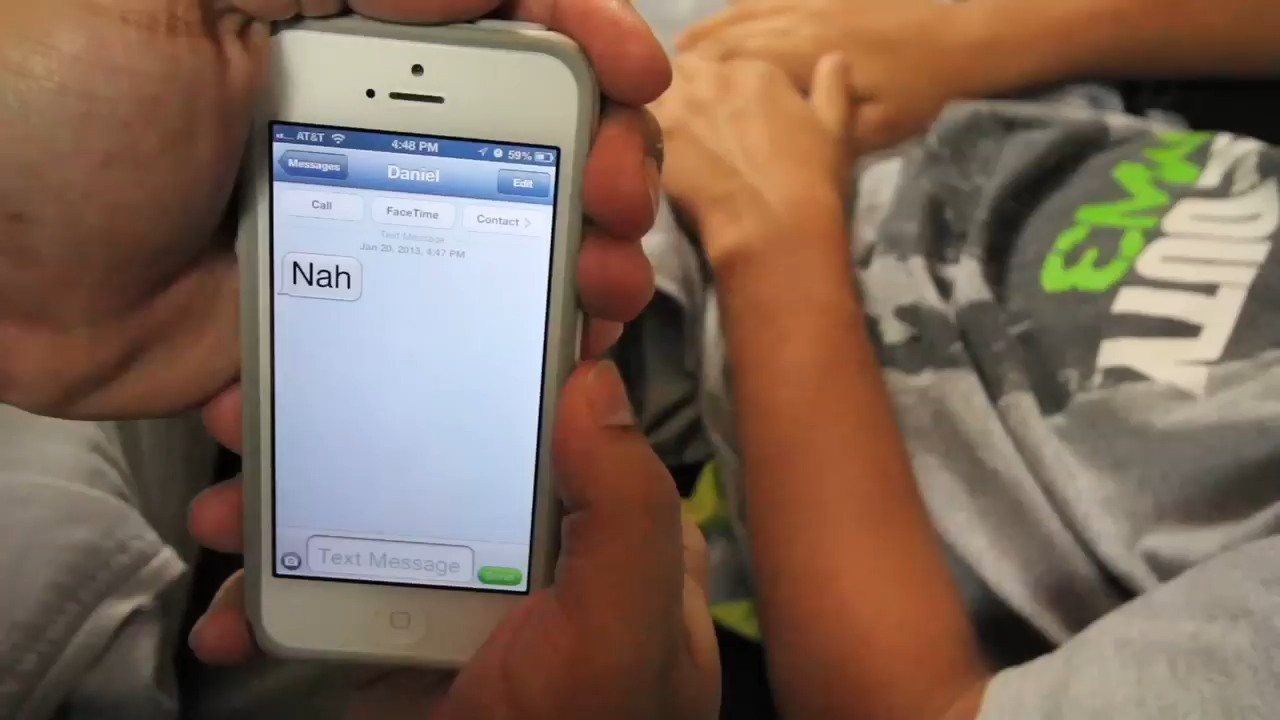 AT&T 4:48 PM 59%
Messages Daniel Edit
Call FaceTime Contact
Text Message
Jan 20, 2013, 4:47 PM
Nah
Text Message